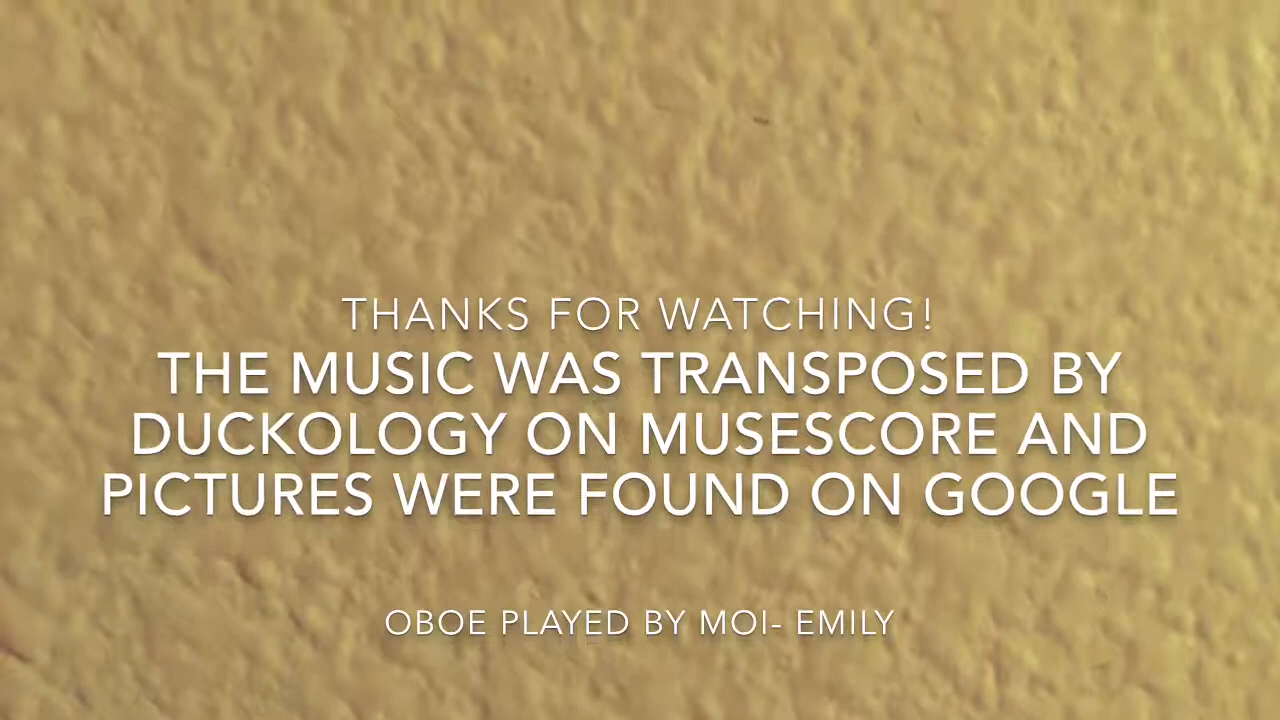 THANKS FOR WATCHING!
THE MUSIC WAS TRANSPOSED BY
DUCKOLOGY ON MUSESCORE AND
PICTURES WERE FOUND ON GOOGLE
OBOE PLAYED BY MOI- EMILY